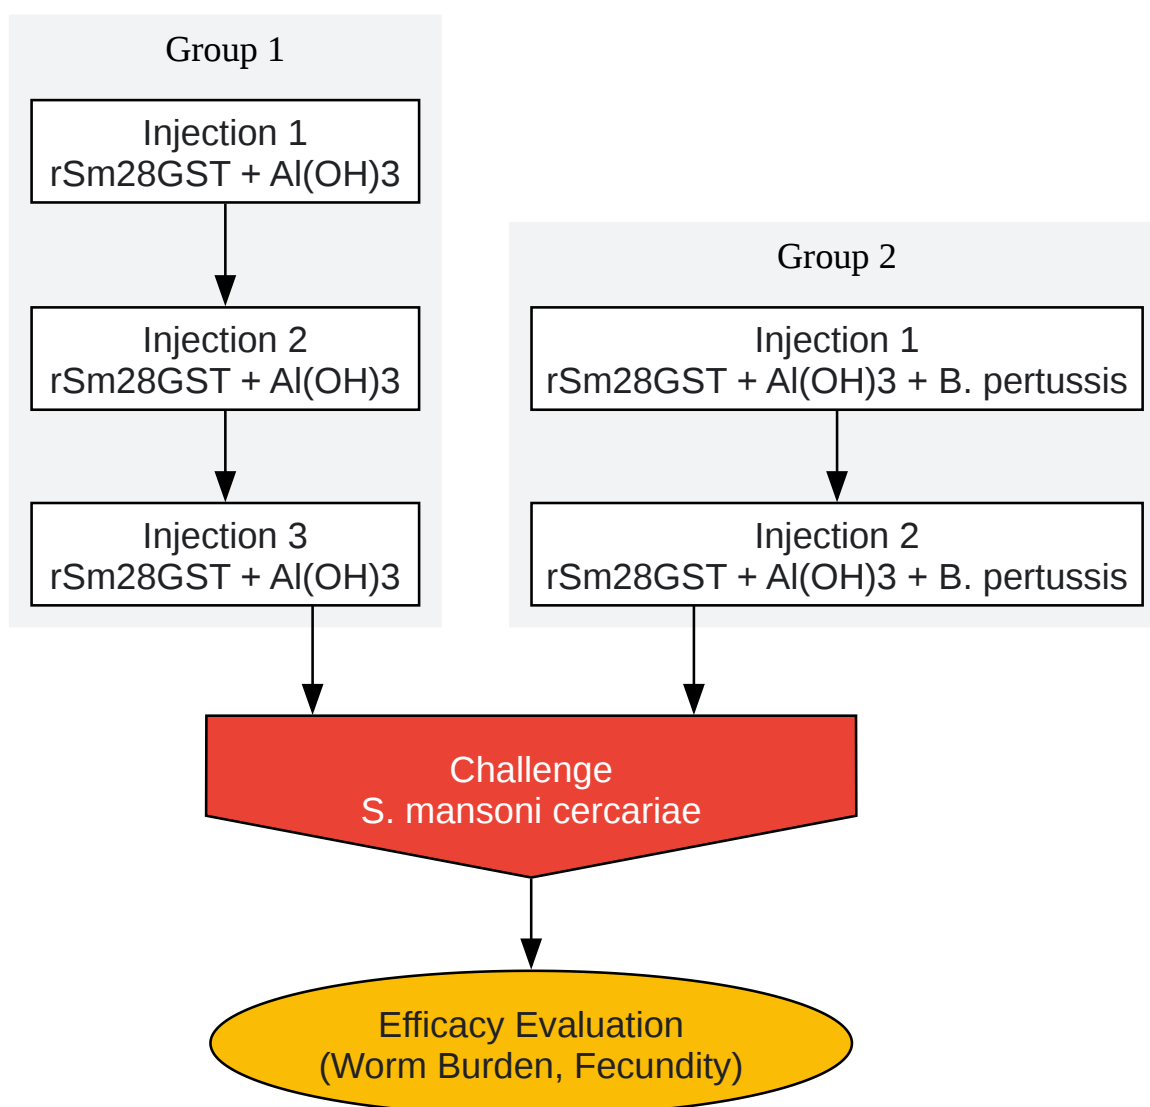 Group 1
Injection 1
rSm28GST + Al(OH)3
Injection 2
rSm28GST + Al(OH)3
Injection 3
rSm28GST + Al(OH)3
Group 2
Injection 1
rSm28GST + Al(OH)3 + B. pertussis
Injection 2
rSm28GST + Al(OH)3 + B. pertussis
Challenge
S. mansoni cercariae
Efficacy Evaluation
(Worm Burden, Fecundity)